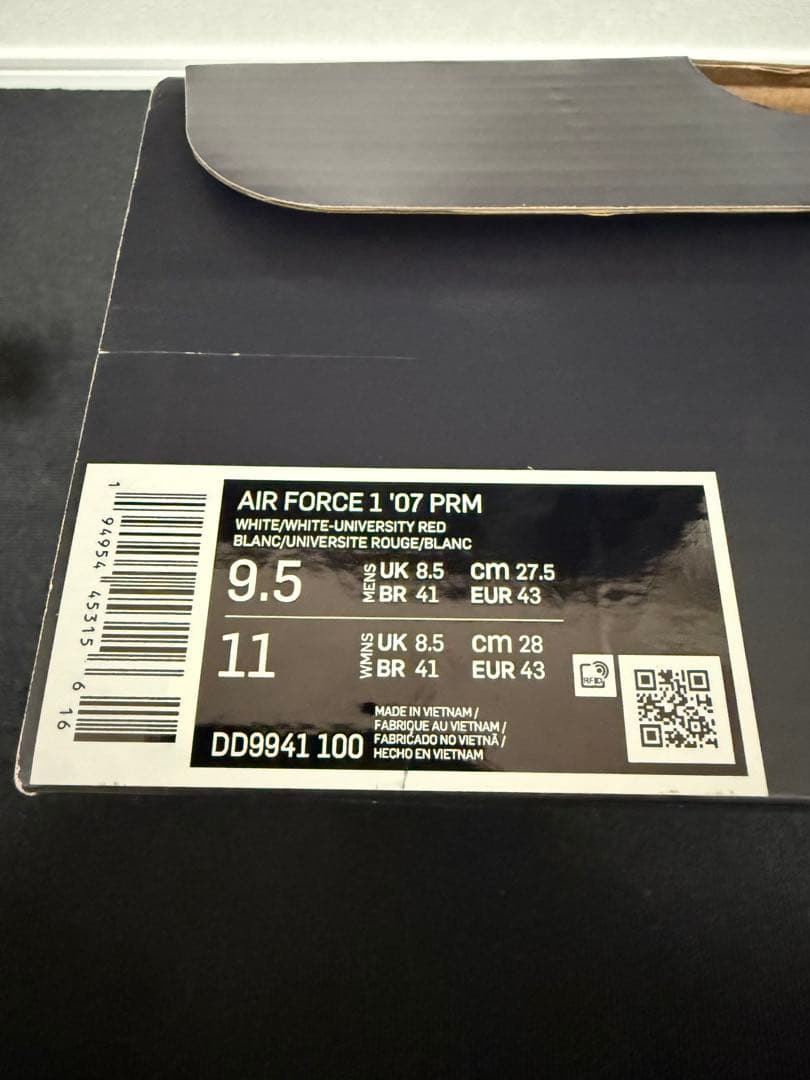 AIR FORCE 1 '07 PRM
WHITE/WHITE-UNIVERSITY RED
BLANC/UNIVERSITE ROUGE/BLANC
9.5 MENS UK 8.5 cm 27.5
BR 41 EUR 43
11 WMNS UK 8.5 cm 28
BR 41 EUR 43
RFID
DD9941 100
MADE IN VIETNAM /
FABRIQUE AU VIETNAM /
FABRICADO NO VIETNÃ /
HECHO EN VIETNAM
1 94954 45315 6 16